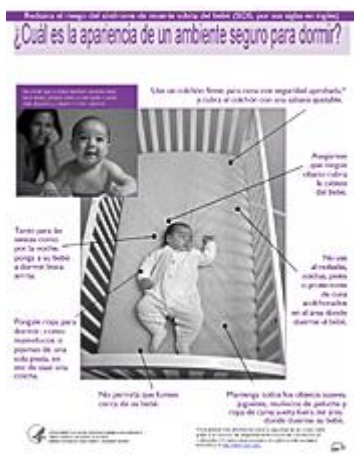 Reduzca el riesgo del síndrome de muerte súbita del bebé (SIDS, por sus siglas en inglés)
¿Cuál es la apariencia de un ambiente seguro para dormir?
Use un colchón firme para cuna con seguridad aprobada,*
y cubra el colchón con una sábana ajustable.
Asegúrese
que ningún
objeto cubra
la cabeza
del bebé.
Tanto para las
siestas como
por la noche,
ponga a su bebé
a dormir boca
arriba.
No use
almohadas,
colchas, pieles
o protectores
de cuna
acolchonados
en el área donde
duerme el bebé.
Póngale ropa para
dormir, como
mamelucos o
pijamas de una
sola pieza, en
vez de usar una
colcha.
No permita que fumen
cerca de su bebé.
Mantenga todos los objetos suaves,
juguetes, muñecos de peluche y
ropa de cama suelta fuera del área
donde duerme su bebé.